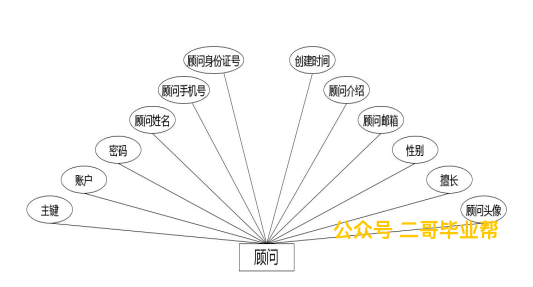 顾问身份证号
创建时间
顾问手机号
顾问介绍
顾问姓名
顾问邮箱
密码
性别
账户
擅长
主键
顾问头像
公众号 二哥毕业帮
顾问